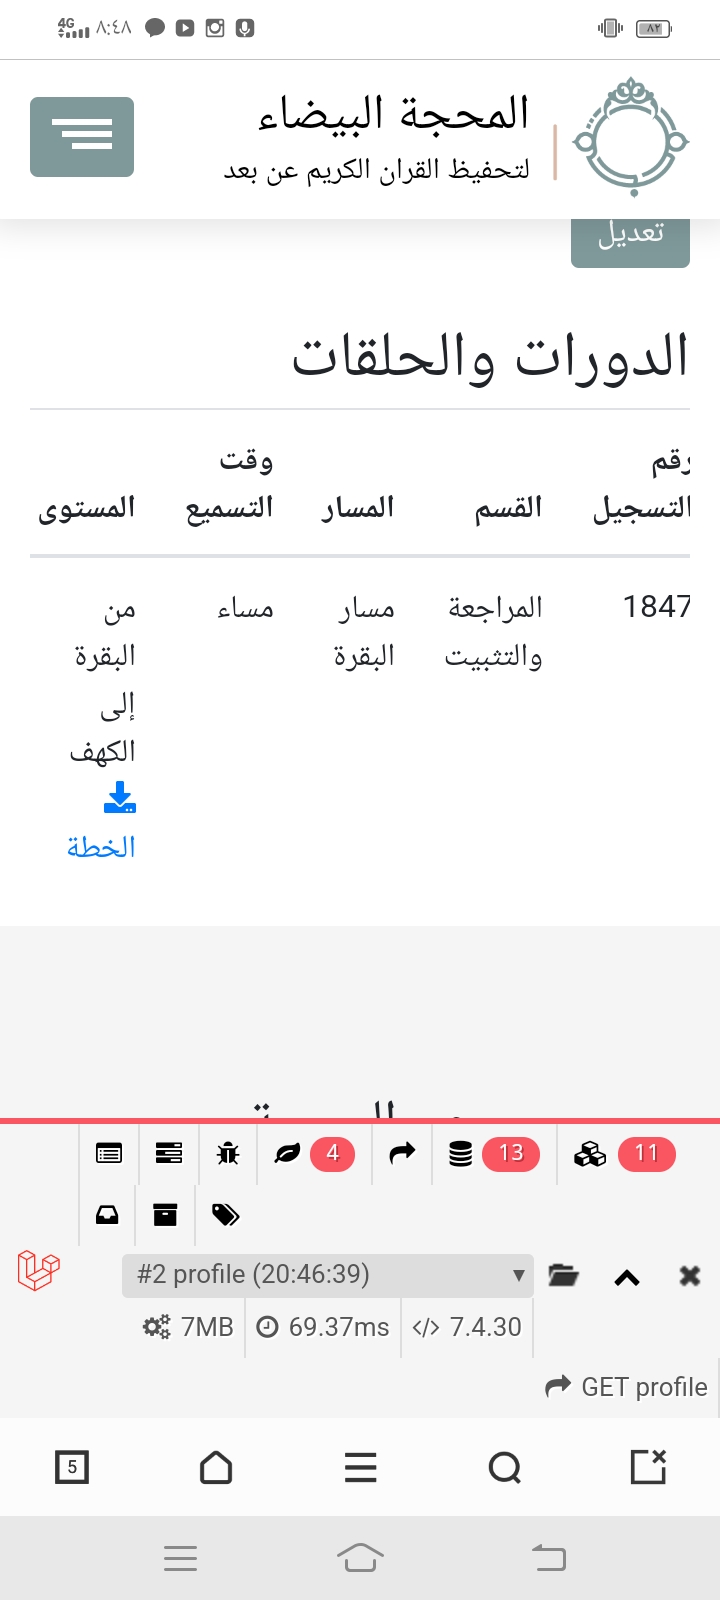 4G ٨:٤٨ ٨٢
المحجة البيضاء
لتحفيظ القران الكريم عن بعد
تعديل
الدورات والحلقات
رقم التسجيل القسم المسار وقت التسميع المستوى
1847 المراجعة والتثبيت مسار البقرة مساء من البقرة إلى الكهف
الخطة
4 13 11
#2 profile (20:46:39)
7MB 69.37ms 7.4.30
GET profile
5